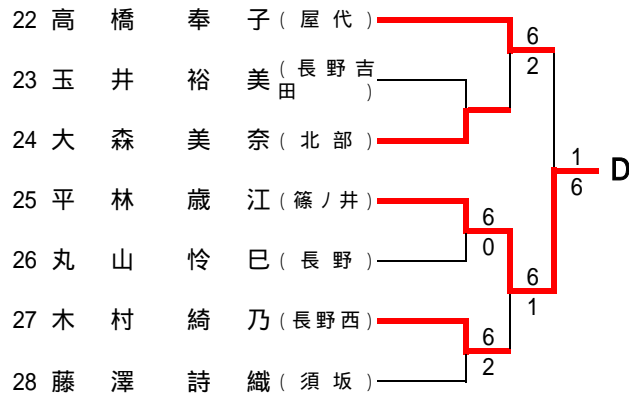 22 高橋 奉子 (屋代)
6
2
23 玉井 裕美 (長野吉
田)
24 大森 美奈 (北部)
1
6
D
25 平林 歳江 (篠ノ井)
6
0
26 丸山 怜巳 (長野)
6
1
27 木村 綺乃 (長野西)
6
2
28 藤澤 詩織 (須坂)